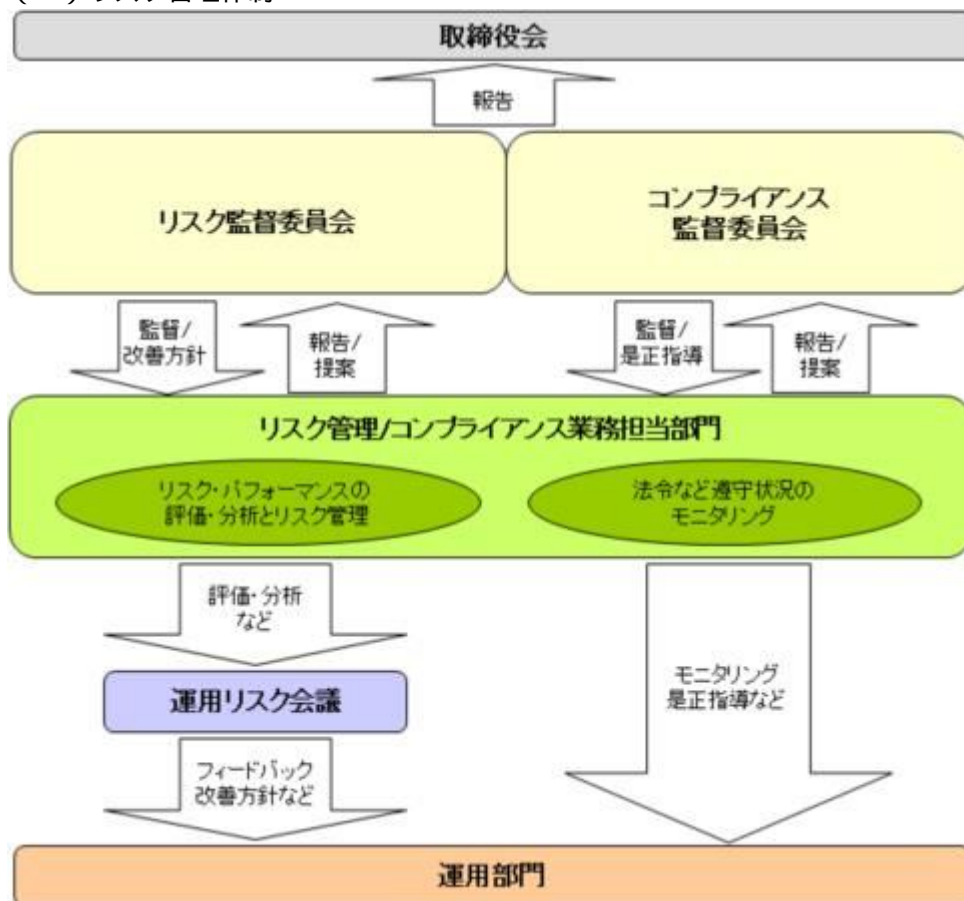 取締役会
報告
リスク監督委員会
コンプライアンス
監督委員会
監督/
改善方針
報告/
提案
監督/
是正指導
報告/
提案
リスク管理/コンプライアンス業務担当部門
リスク・パフォーマンスの
評価・分析とリスク管理
法令など遵守状況の
モニタリング
評価・分析
など
運用リスク会議
モニタリング
是正指導など
フィードバック
改善方針など
運用部門